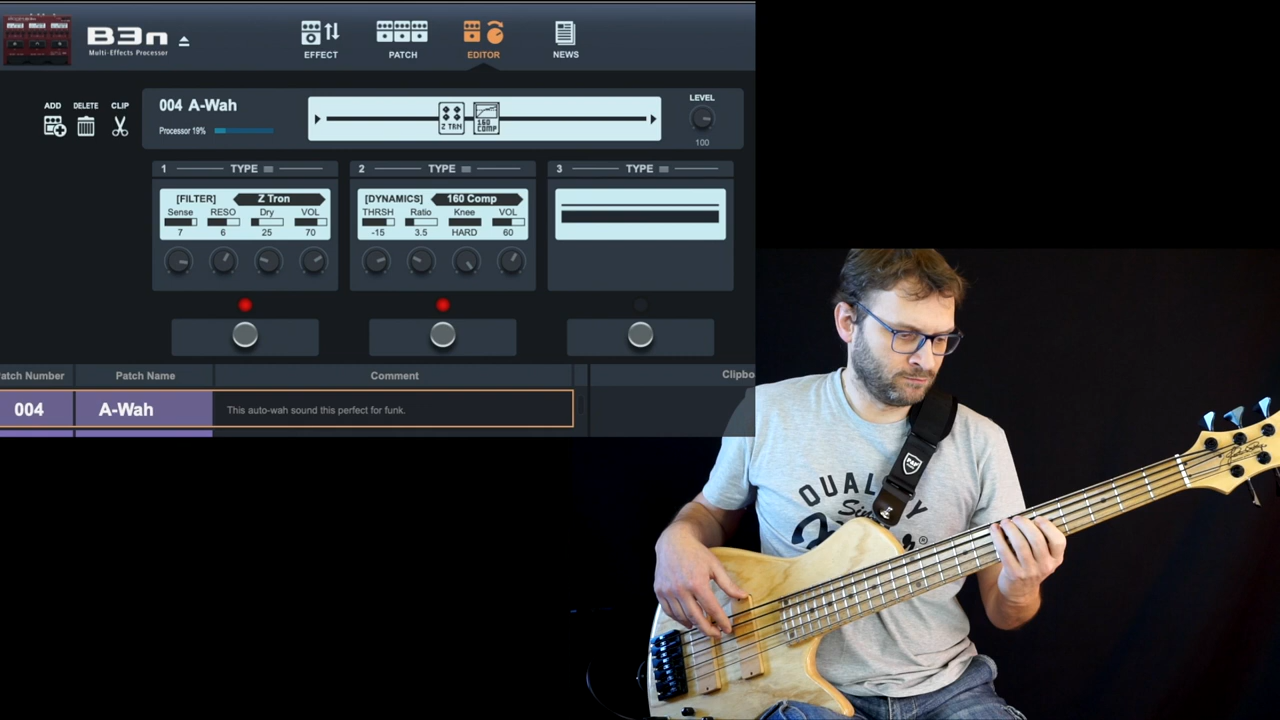 B3n
Multi-Effects Processor
EFFECT
PATCH
EDITOR
NEWS
ADD
DELETE
CLIP
004 A-Wah
Processor 19%
Z TRN
160 COMP
LEVEL
100
1 TYPE
2 TYPE
3 TYPE
[FILTER] Z Tron
Sense RESO Dry VOL
7 6 25 70
[DYNAMICS] 160 Comp
THRSH Ratio Knee VOL
-15 3.5 HARD 60
atch Number
Patch Name
Comment
Clipbo
004
A-Wah
This auto-wah sound this perfect for funk.
QUALITY
Since